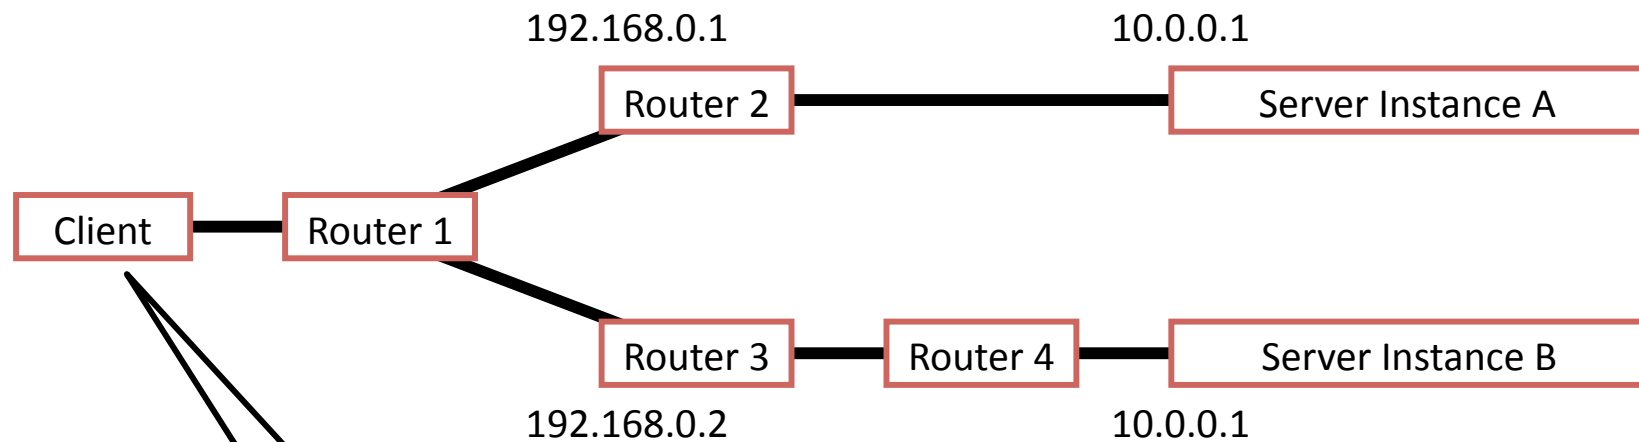 192.168.0.1
10.0.0.1
Router 2
Server Instance A
Client
Router 1
Router 3
Router 4
Server Instance B
192.168.0.2
10.0.0.1